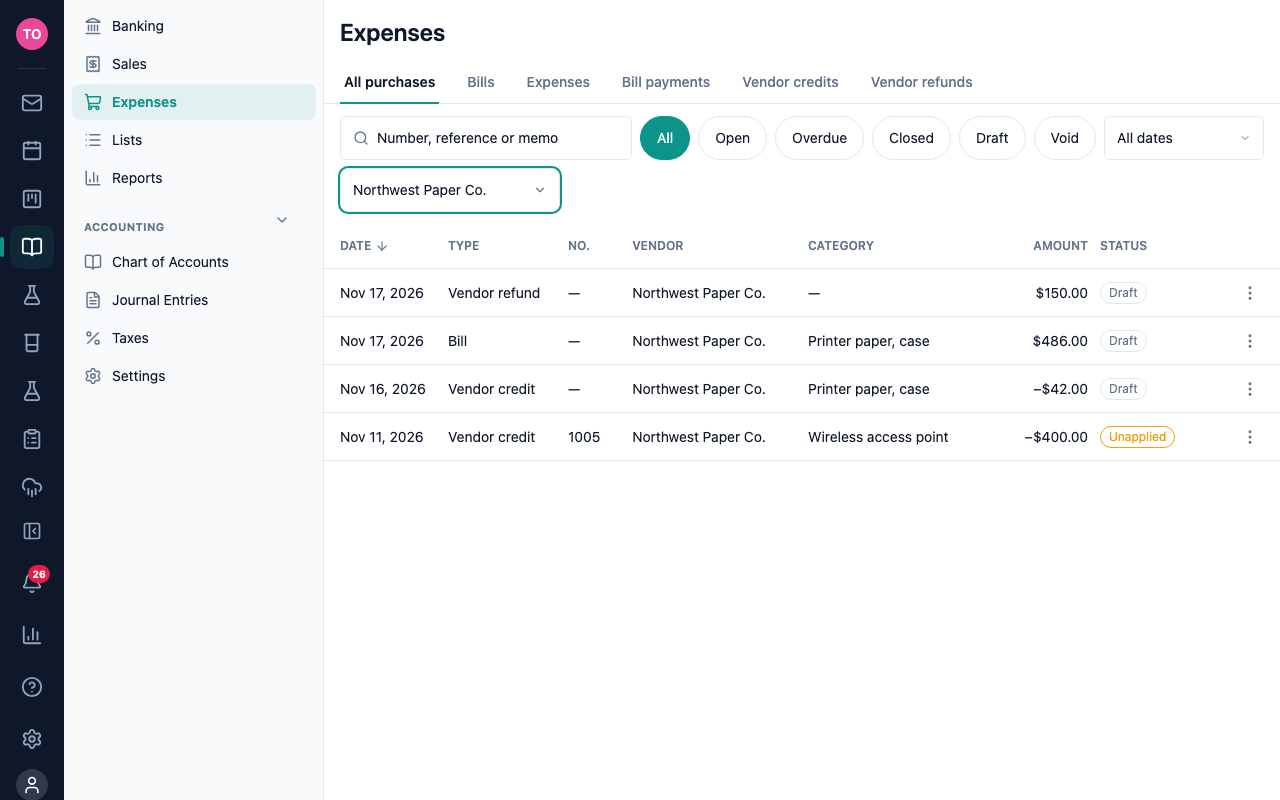 TO
Banking
Sales
Expenses
Lists
Reports
ACCOUNTING
Chart of Accounts
Journal Entries
Taxes
Settings
26
Expenses
All purchases Bills Expenses Bill payments Vendor credits Vendor refunds
Number, reference or memo All Open Overdue Closed Draft Void All dates
Northwest Paper Co.
DATE TYPE NO. VENDOR CATEGORY AMOUNT STATUS
Nov 17, 2026 Vendor refund — Northwest Paper Co. — $150.00 Draft
Nov 17, 2026 Bill — Northwest Paper Co. Printer paper, case $486.00 Draft
Nov 16, 2026 Vendor credit — Northwest Paper Co. Printer paper, case –$42.00 Draft
Nov 11, 2026 Vendor credit 1005 Northwest Paper Co. Wireless access point –$400.00 Unapplied